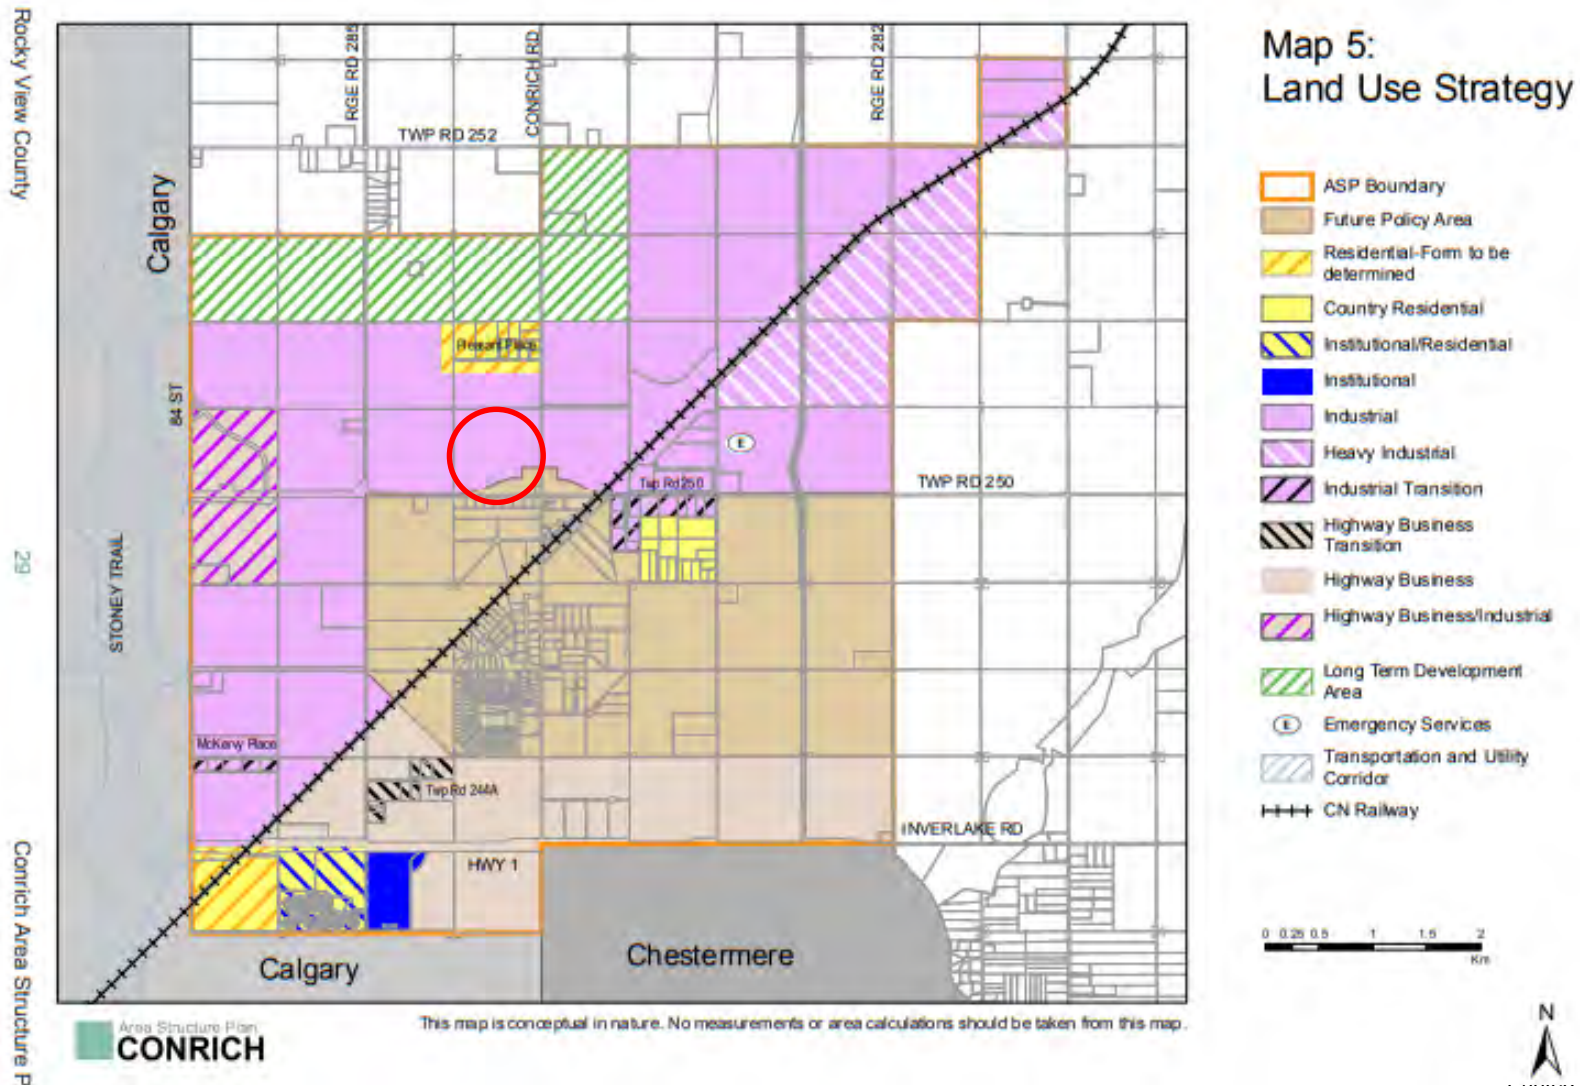 Rocky View County
29
Conrich Area Structure P
Map 5:
Land Use Strategy
RGE RD 285
CONRICH RD
RGE RD 282
TWP RD 252
Calgary
84 ST
STONEY TRAIL
Pleasant Place
E
Twp Rd 250
TWP RD 250
McKenvy Place
Twp Rd 244A
INVERLAKE RD
HWY 1
Calgary
Chestermere
ASP Boundary
Future Policy Area
Residential-Form to be
determined
Country Residential
Institutional/Residential
Institutional
Industrial
Heavy Industrial
Industrial Transition
Highway Business
Transition
Highway Business
Highway Business/Industrial
Long Term Development
Area
E
Emergency Services
Transportation and Utility
Corridor
CN Railway
0 0.25 0.5 1 1.5 2
Km
N
Area Structure Plan
CONRICH
This map is conceptual in nature. No measurements or area calculations should be taken from this map.